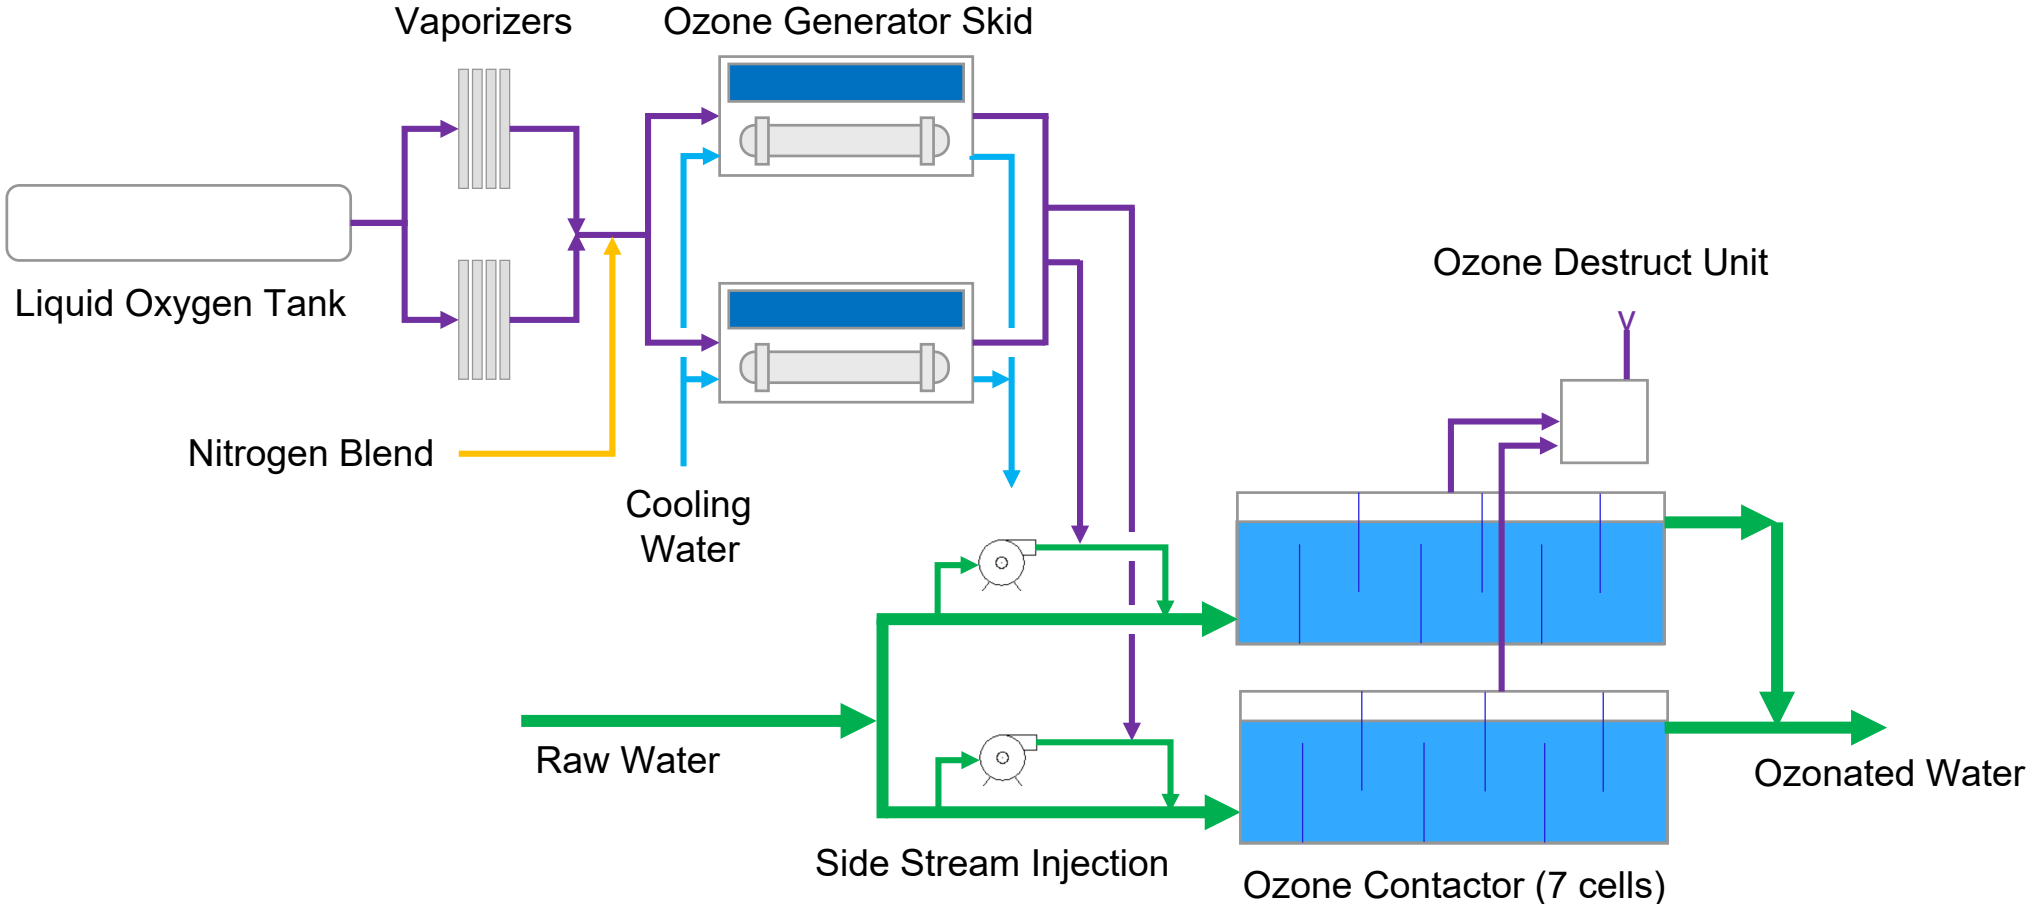 Vaporizers
Ozone Generator Skid
Liquid Oxygen Tank
Ozone Destruct Unit
Nitrogen Blend
Cooling
Water
Raw Water
Ozonated Water
Side Stream Injection
Ozone Contactor (7 cells)